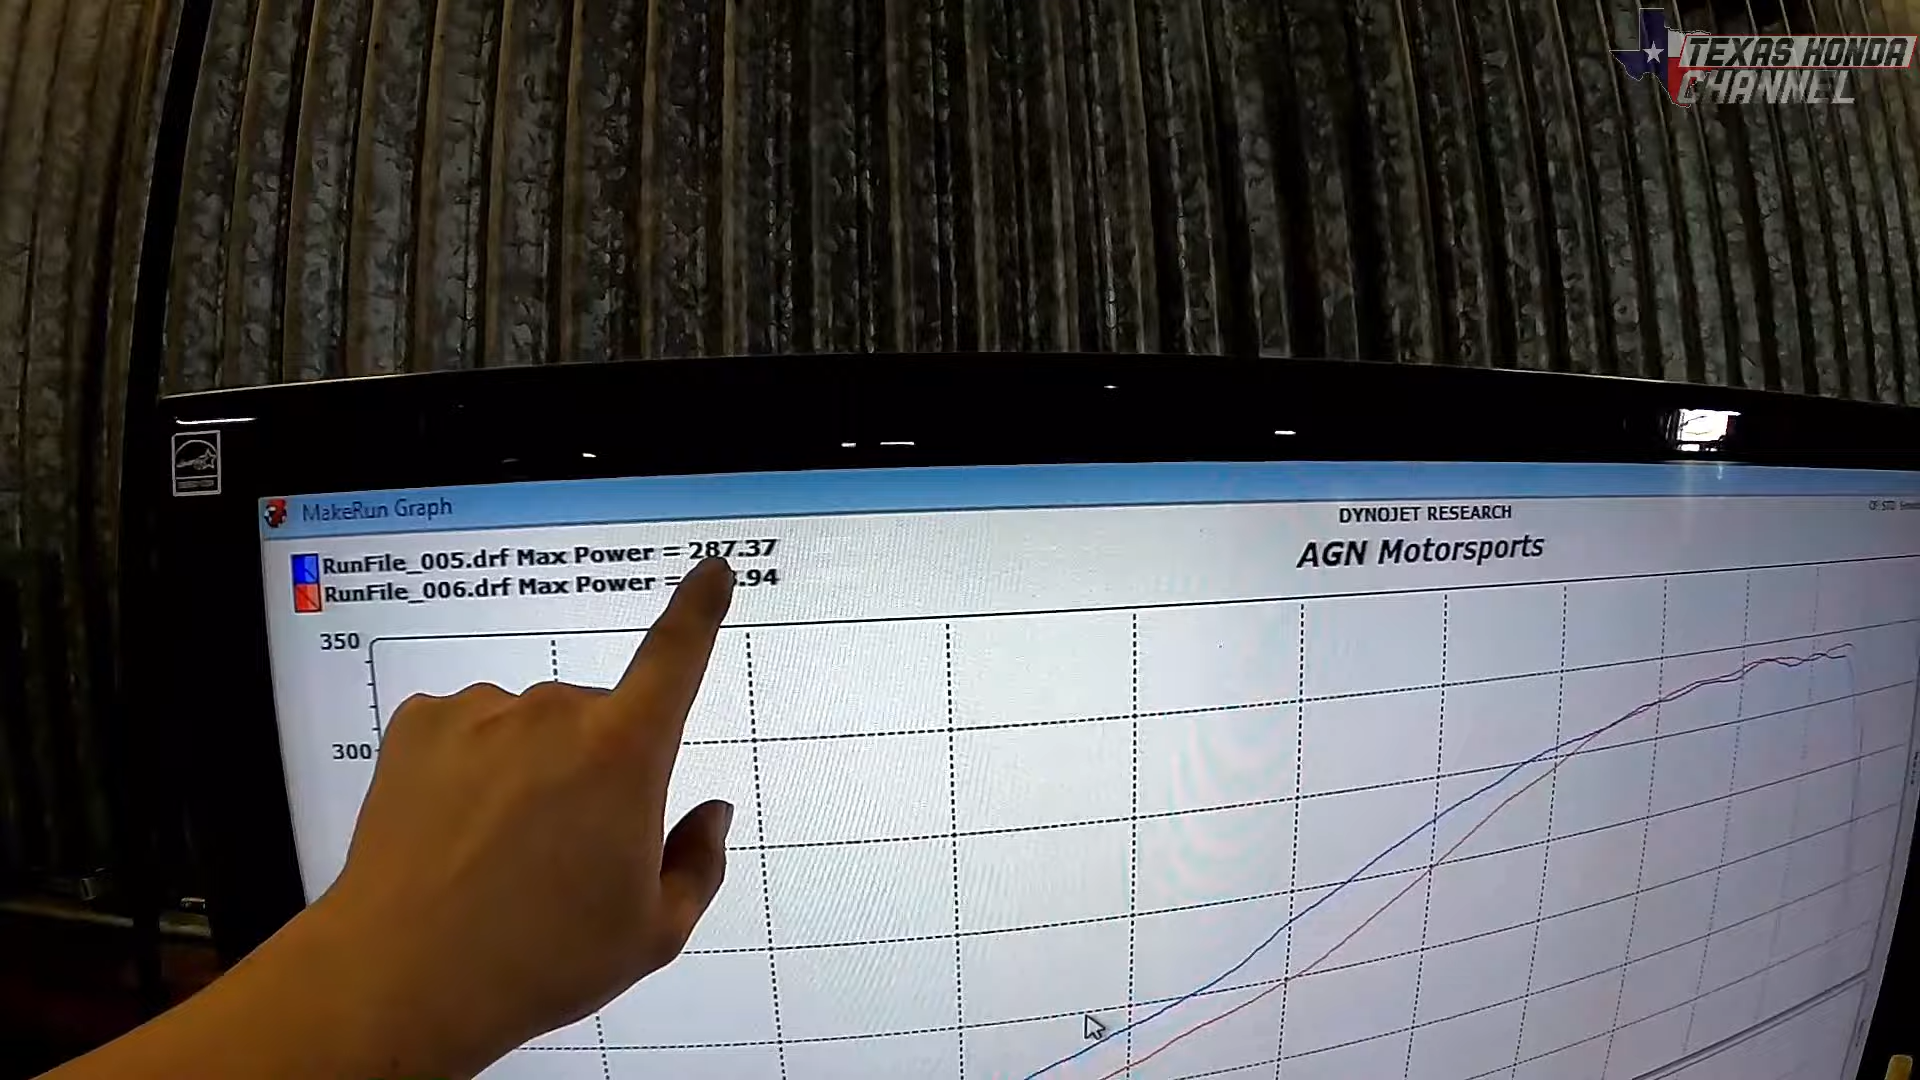 TEXAS HONDA
CHANNEL
MakeRun Graph
DYNOJET RESEARCH
AGN Motorsports
RunFile_005.drf Max Power = 287.37
RunFile_006.drf Max Power = .94
350
300